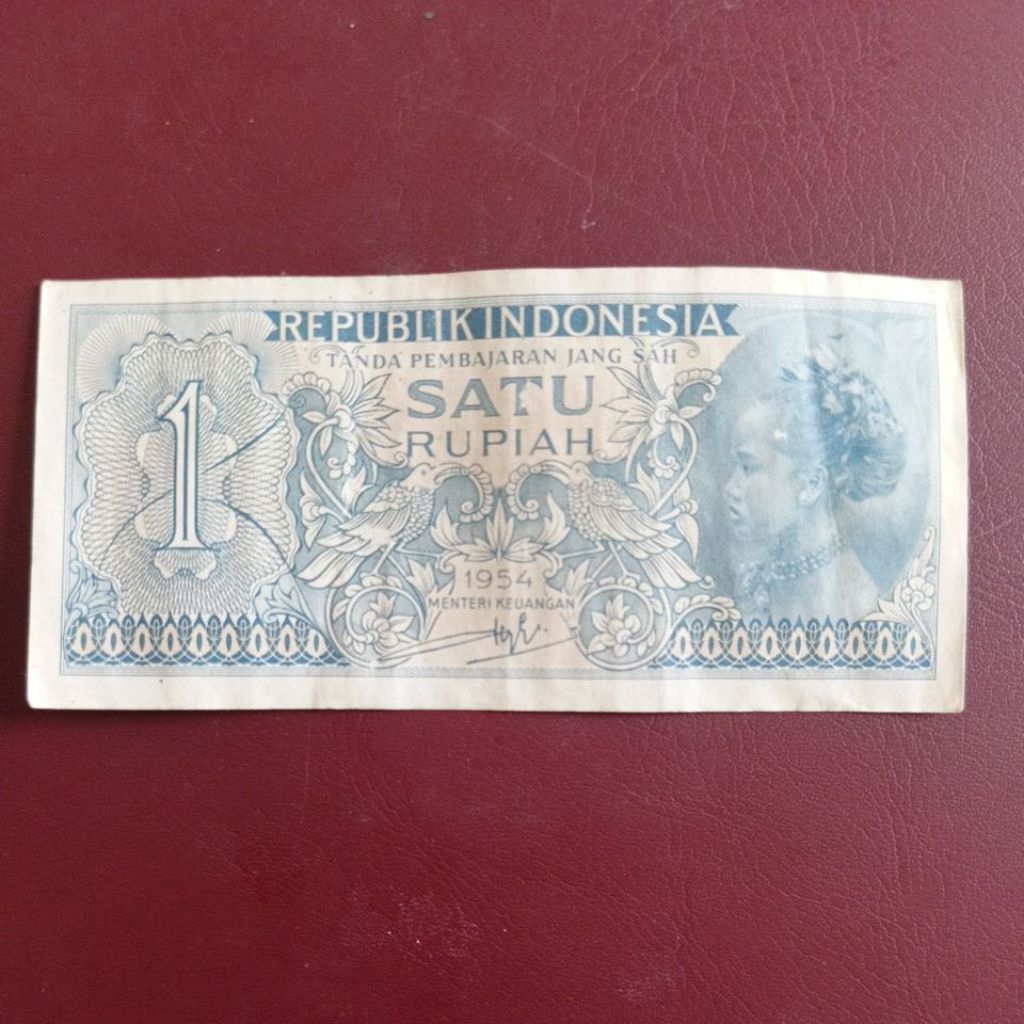 REPUBLIK INDONESIA
TANDA PEMBAJARAN JANG SAH
SATU
RUPIAH
1
1954
MENTERI KEUANGAN